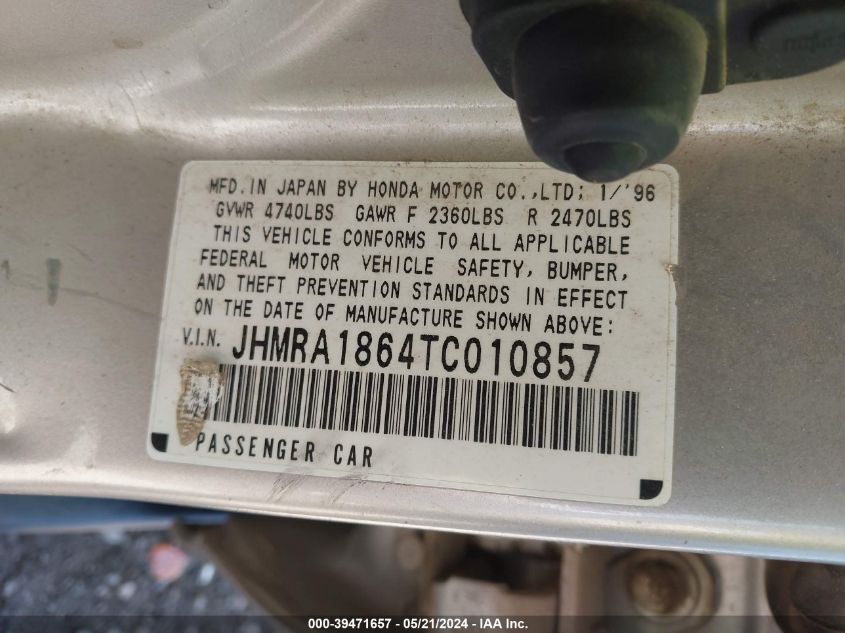 MFD.IN JAPAN BY HONDA MOTOR CO.,LTD; 1/'96
GVWR 4740LBS GAWR F 2360LBS R 2470LBS
THIS VEHICLE CONFORMS TO ALL APPLICABLE
FEDERAL MOTOR VEHICLE SAFETY, BUMPER,
AND THEFT PREVENTION STANDARDS IN EFFECT
ON THE DATE OF MANUFACTURE SHOWN ABOVE:
V.I.N. JHMRA1864TC010857
PASSENGER CAR
000-39471657 - 05/21/2024 - IAA Inc.